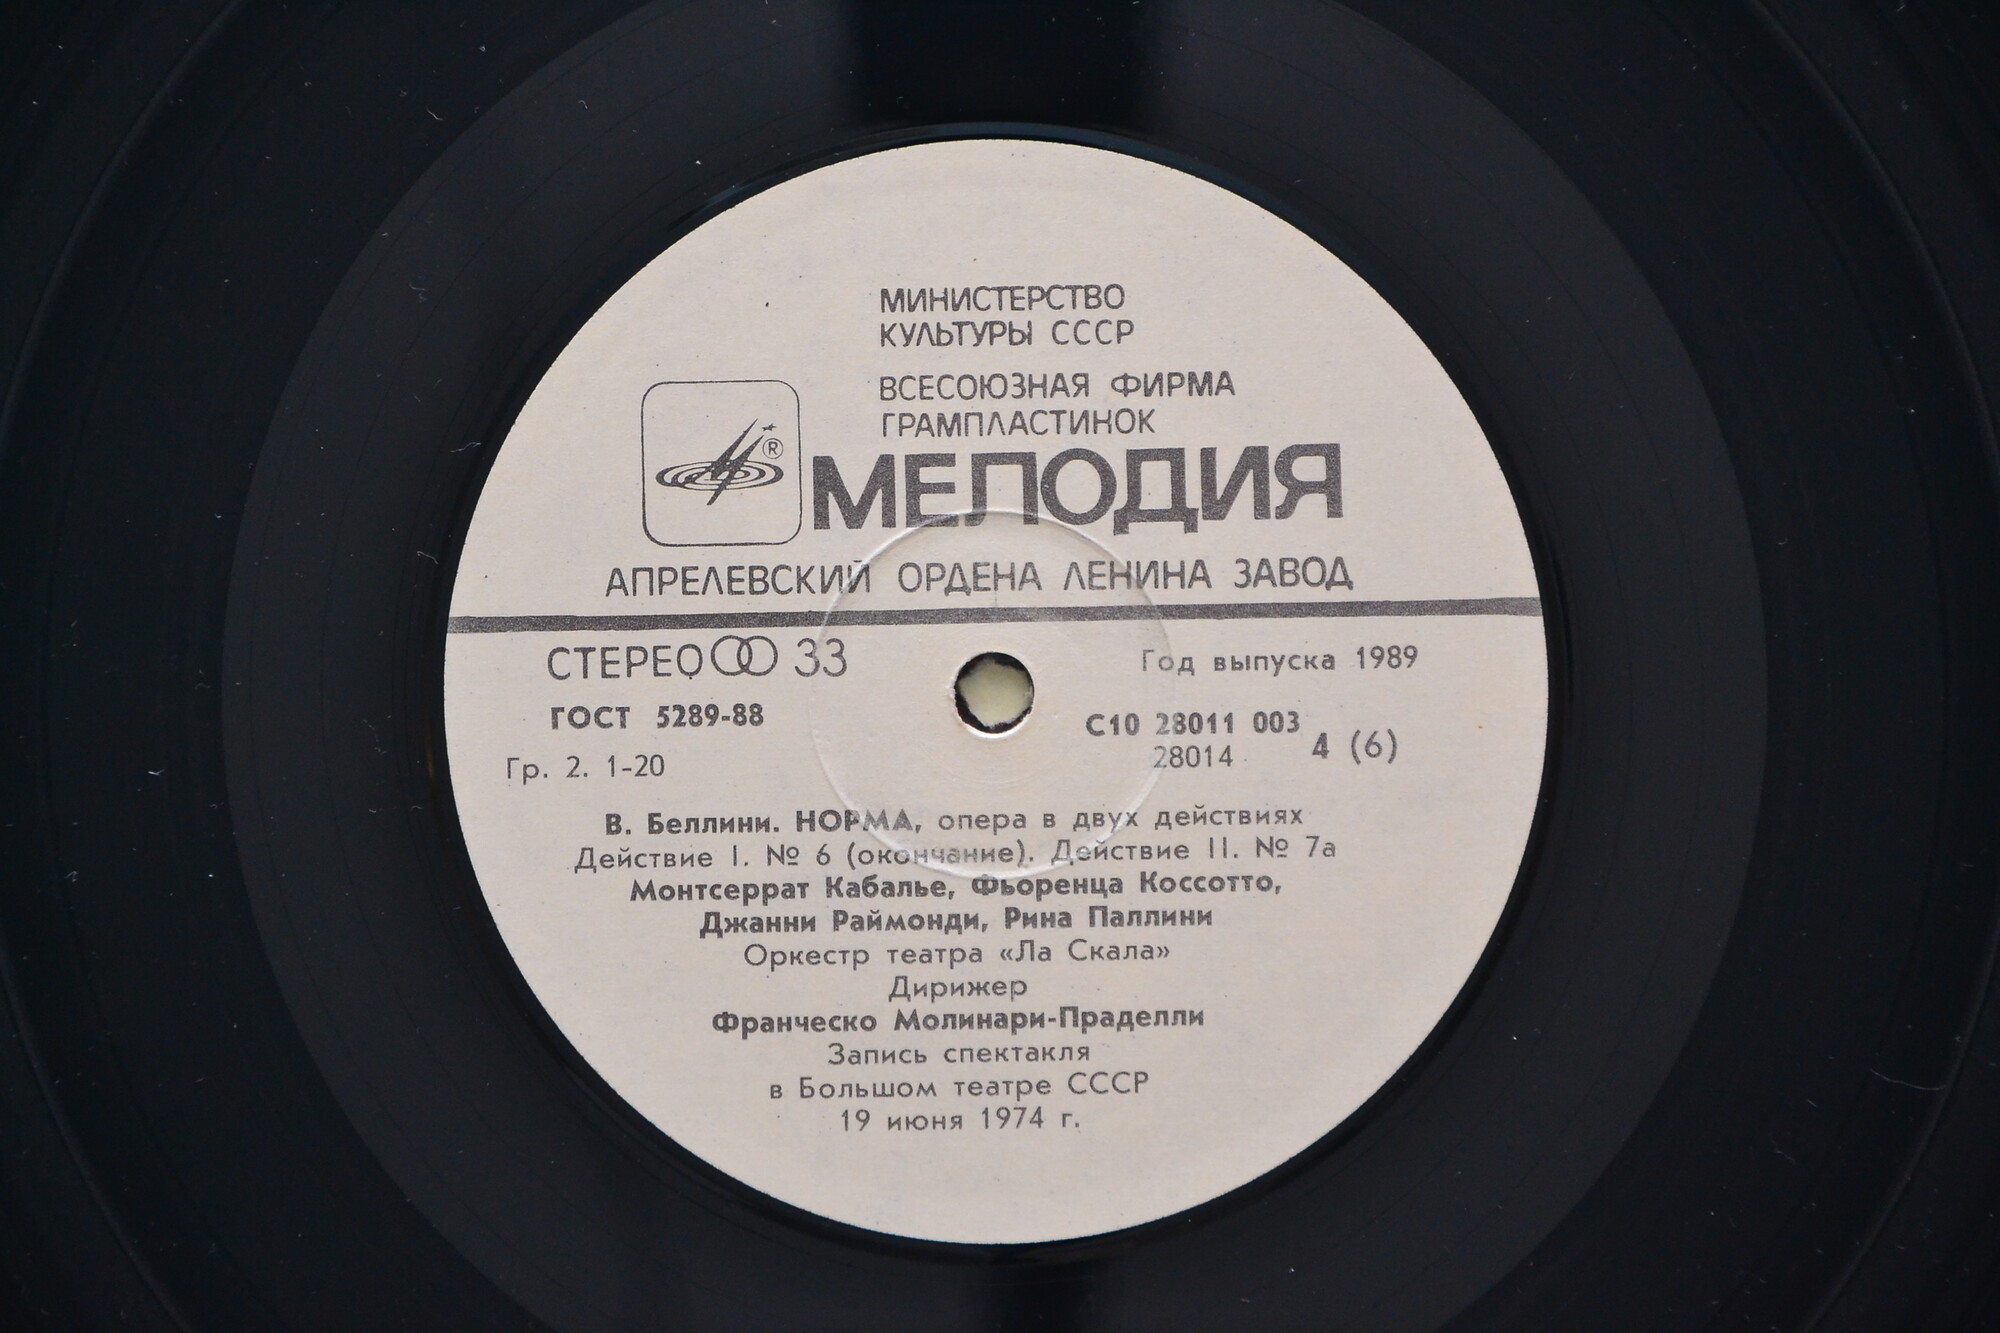 МИНИСТЕРСТВО
КУЛЬТУРЫ СССР
ВСЕСОЮЗНАЯ ФИРМА
ГРАМПЛАСТИНОК
®
МЕЛОДИЯ
АПРЕЛЕВСКИЙ ОРДЕНА ЛЕНИНА ЗАВОД
СТЕРЕО 33
Год выпуска 1989
ГОСТ 5289-88
С10 28011 003
28014 4 (6)
Гр. 2. 1-20
В. Беллини. НОРМА, опера в двух действиях
Действие I. № 6 (окончание). Действие II. № 7а
Монтсеррат Кабалье, Фьоренца Коссотто,
Джанни Раймонди, Рина Паллини
Оркестр театра «Ла Скала»
Дирижер
Франческо Молинари-Праделли
Запись спектакля
в Большом театре СССР
19 июня 1974 г.